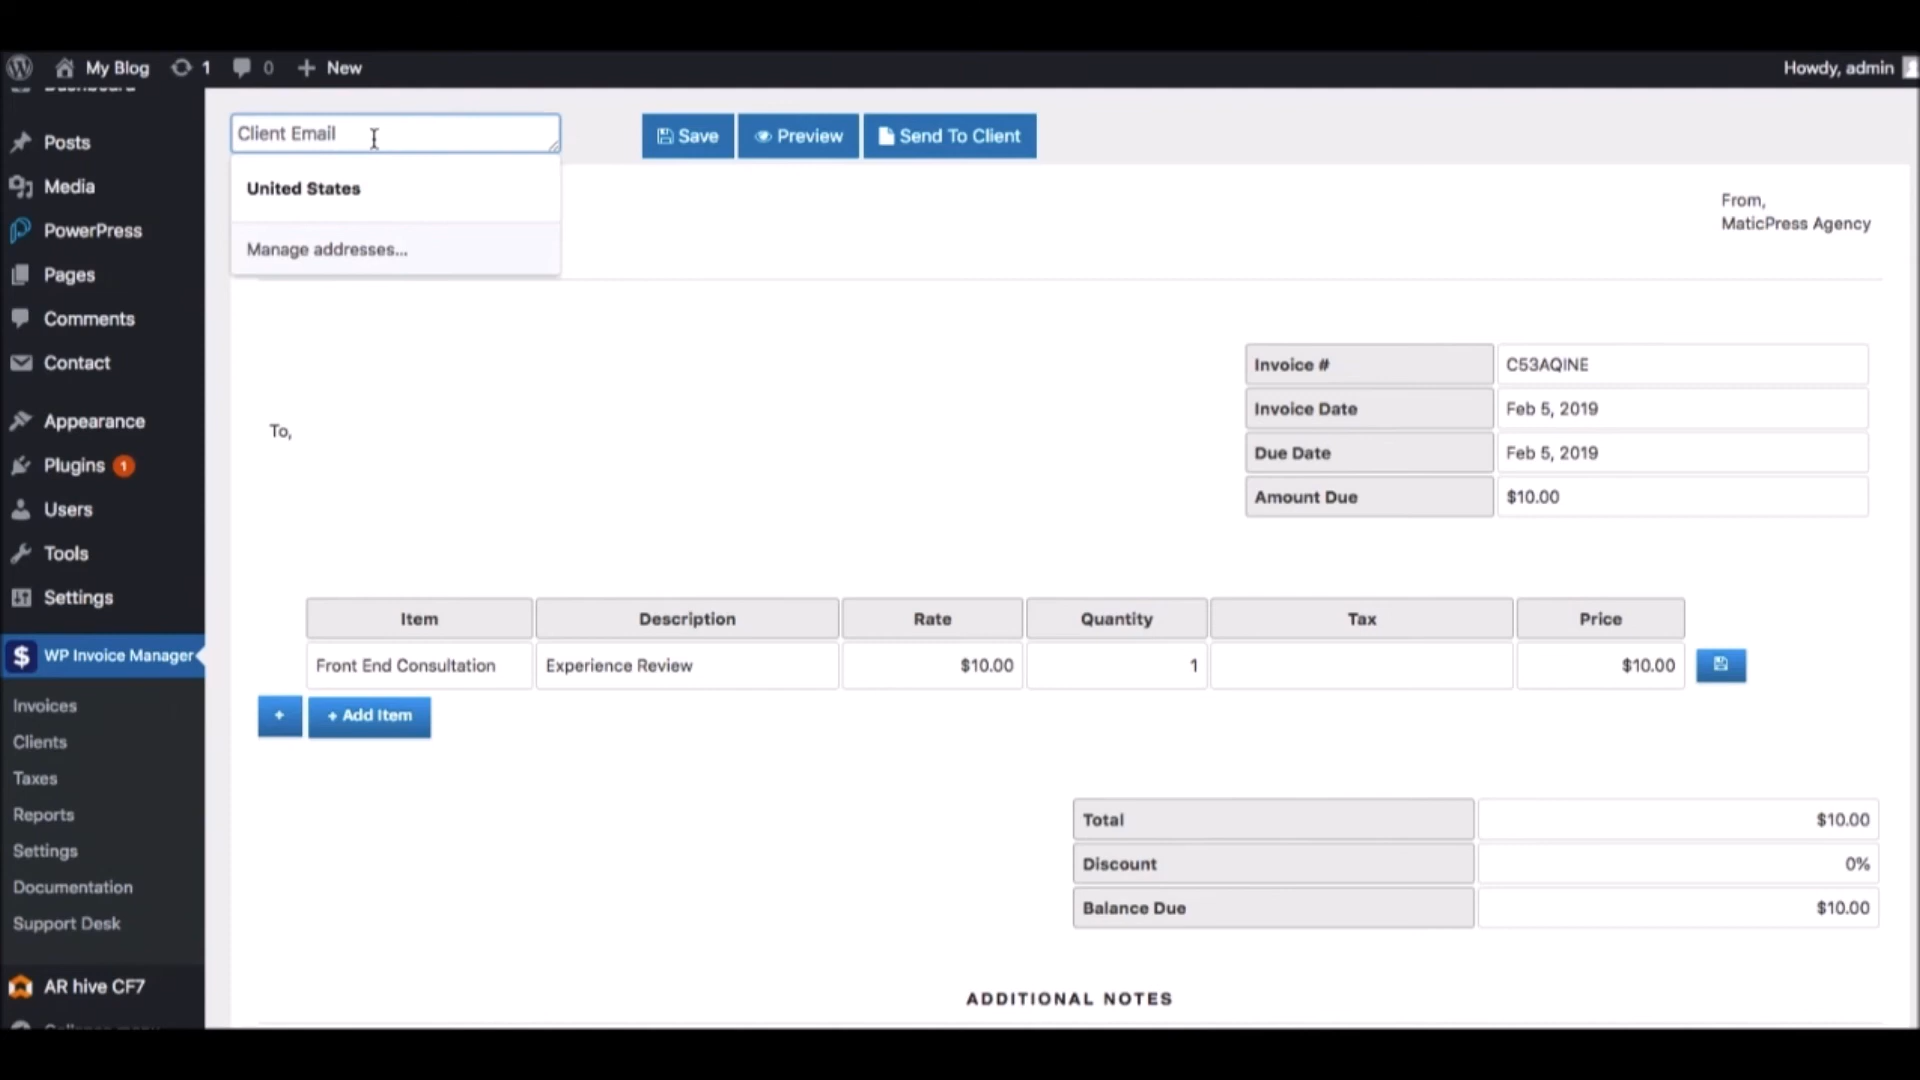 My Blog 1 0 New Howdy, admin
Dashboard
Posts
Media
PowerPress
Pages
Comments
Contact
Appearance
Plugins 1
Users
Tools
Settings
WP Invoice Manager
Invoices
Clients
Taxes
Reports
Settings
Documentation
Support Desk
AR hive CF7
Collapse menu
Client Email
United States
Manage addresses...
Save Preview Send To Client
From,
MaticPress Agency
To,
Invoice # C53AQINE
Invoice Date Feb 5, 2019
Due Date Feb 5, 2019
Amount Due $10.00
Item Description Rate Quantity Tax Price
Front End Consultation Experience Review $10.00 1 $10.00
+ + Add Item
Total $10.00
Discount 0%
Balance Due $10.00
ADDITIONAL NOTES